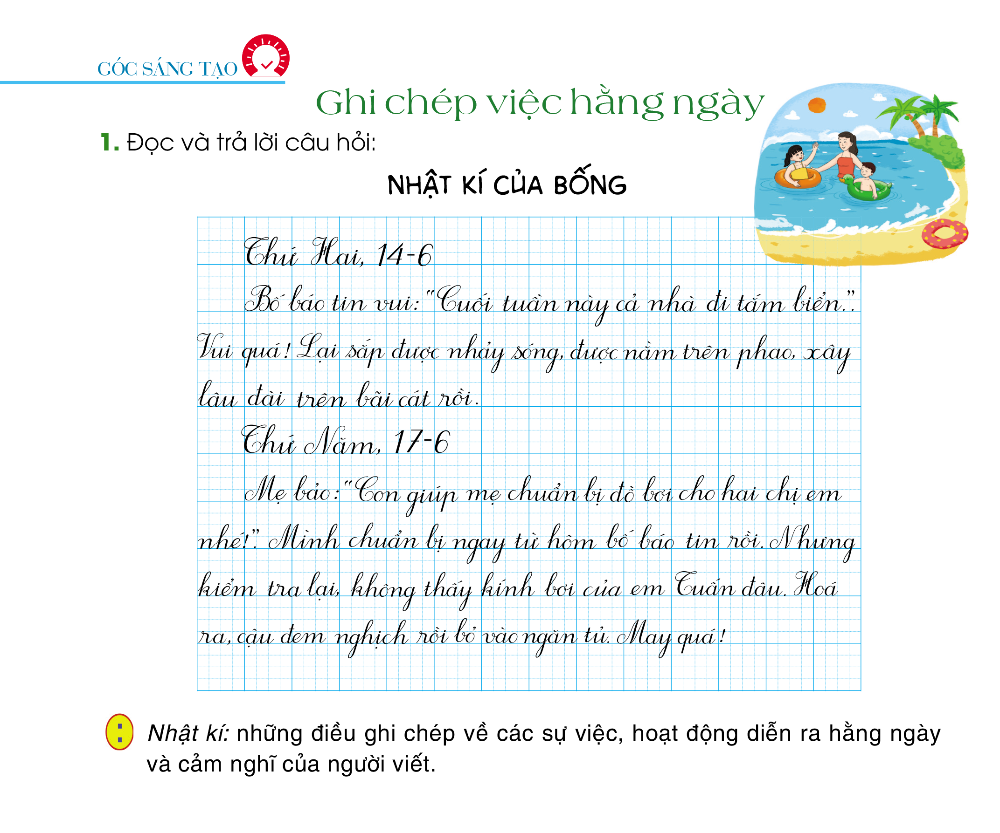 GÓC SÁNG TẠO
Ghi chép việc hằng ngày
1. Đọc và trả lời câu hỏi:
NHẬT KÍ CỦA BỐNG
Thứ Hai, 14-6
Bố báo tin vui: “Cuối tuần này cả nhà đi tắm biển.”.
Vui quá! Lại sắp được nhảy sóng, được nằm trên phao, xây
lâu đài trên bãi cát rồi.
Thứ Năm, 17-6
Mẹ bảo: “Con giúp mẹ chuẩn bị đồ bơi cho hai chị em
nhé!”. Mình chuẩn bị ngay từ hôm bố báo tin rồi. Nhưng
kiểm tra lại, không thấy kính bơi của em Tuấn đâu. Hoá
ra, cậu đem nghịch rồi bỏ vào ngăn tủ. May quá!
Nhật kí: những điều ghi chép về các sự việc, hoạt động diễn ra hằng ngày
và cảm nghĩ của người viết.